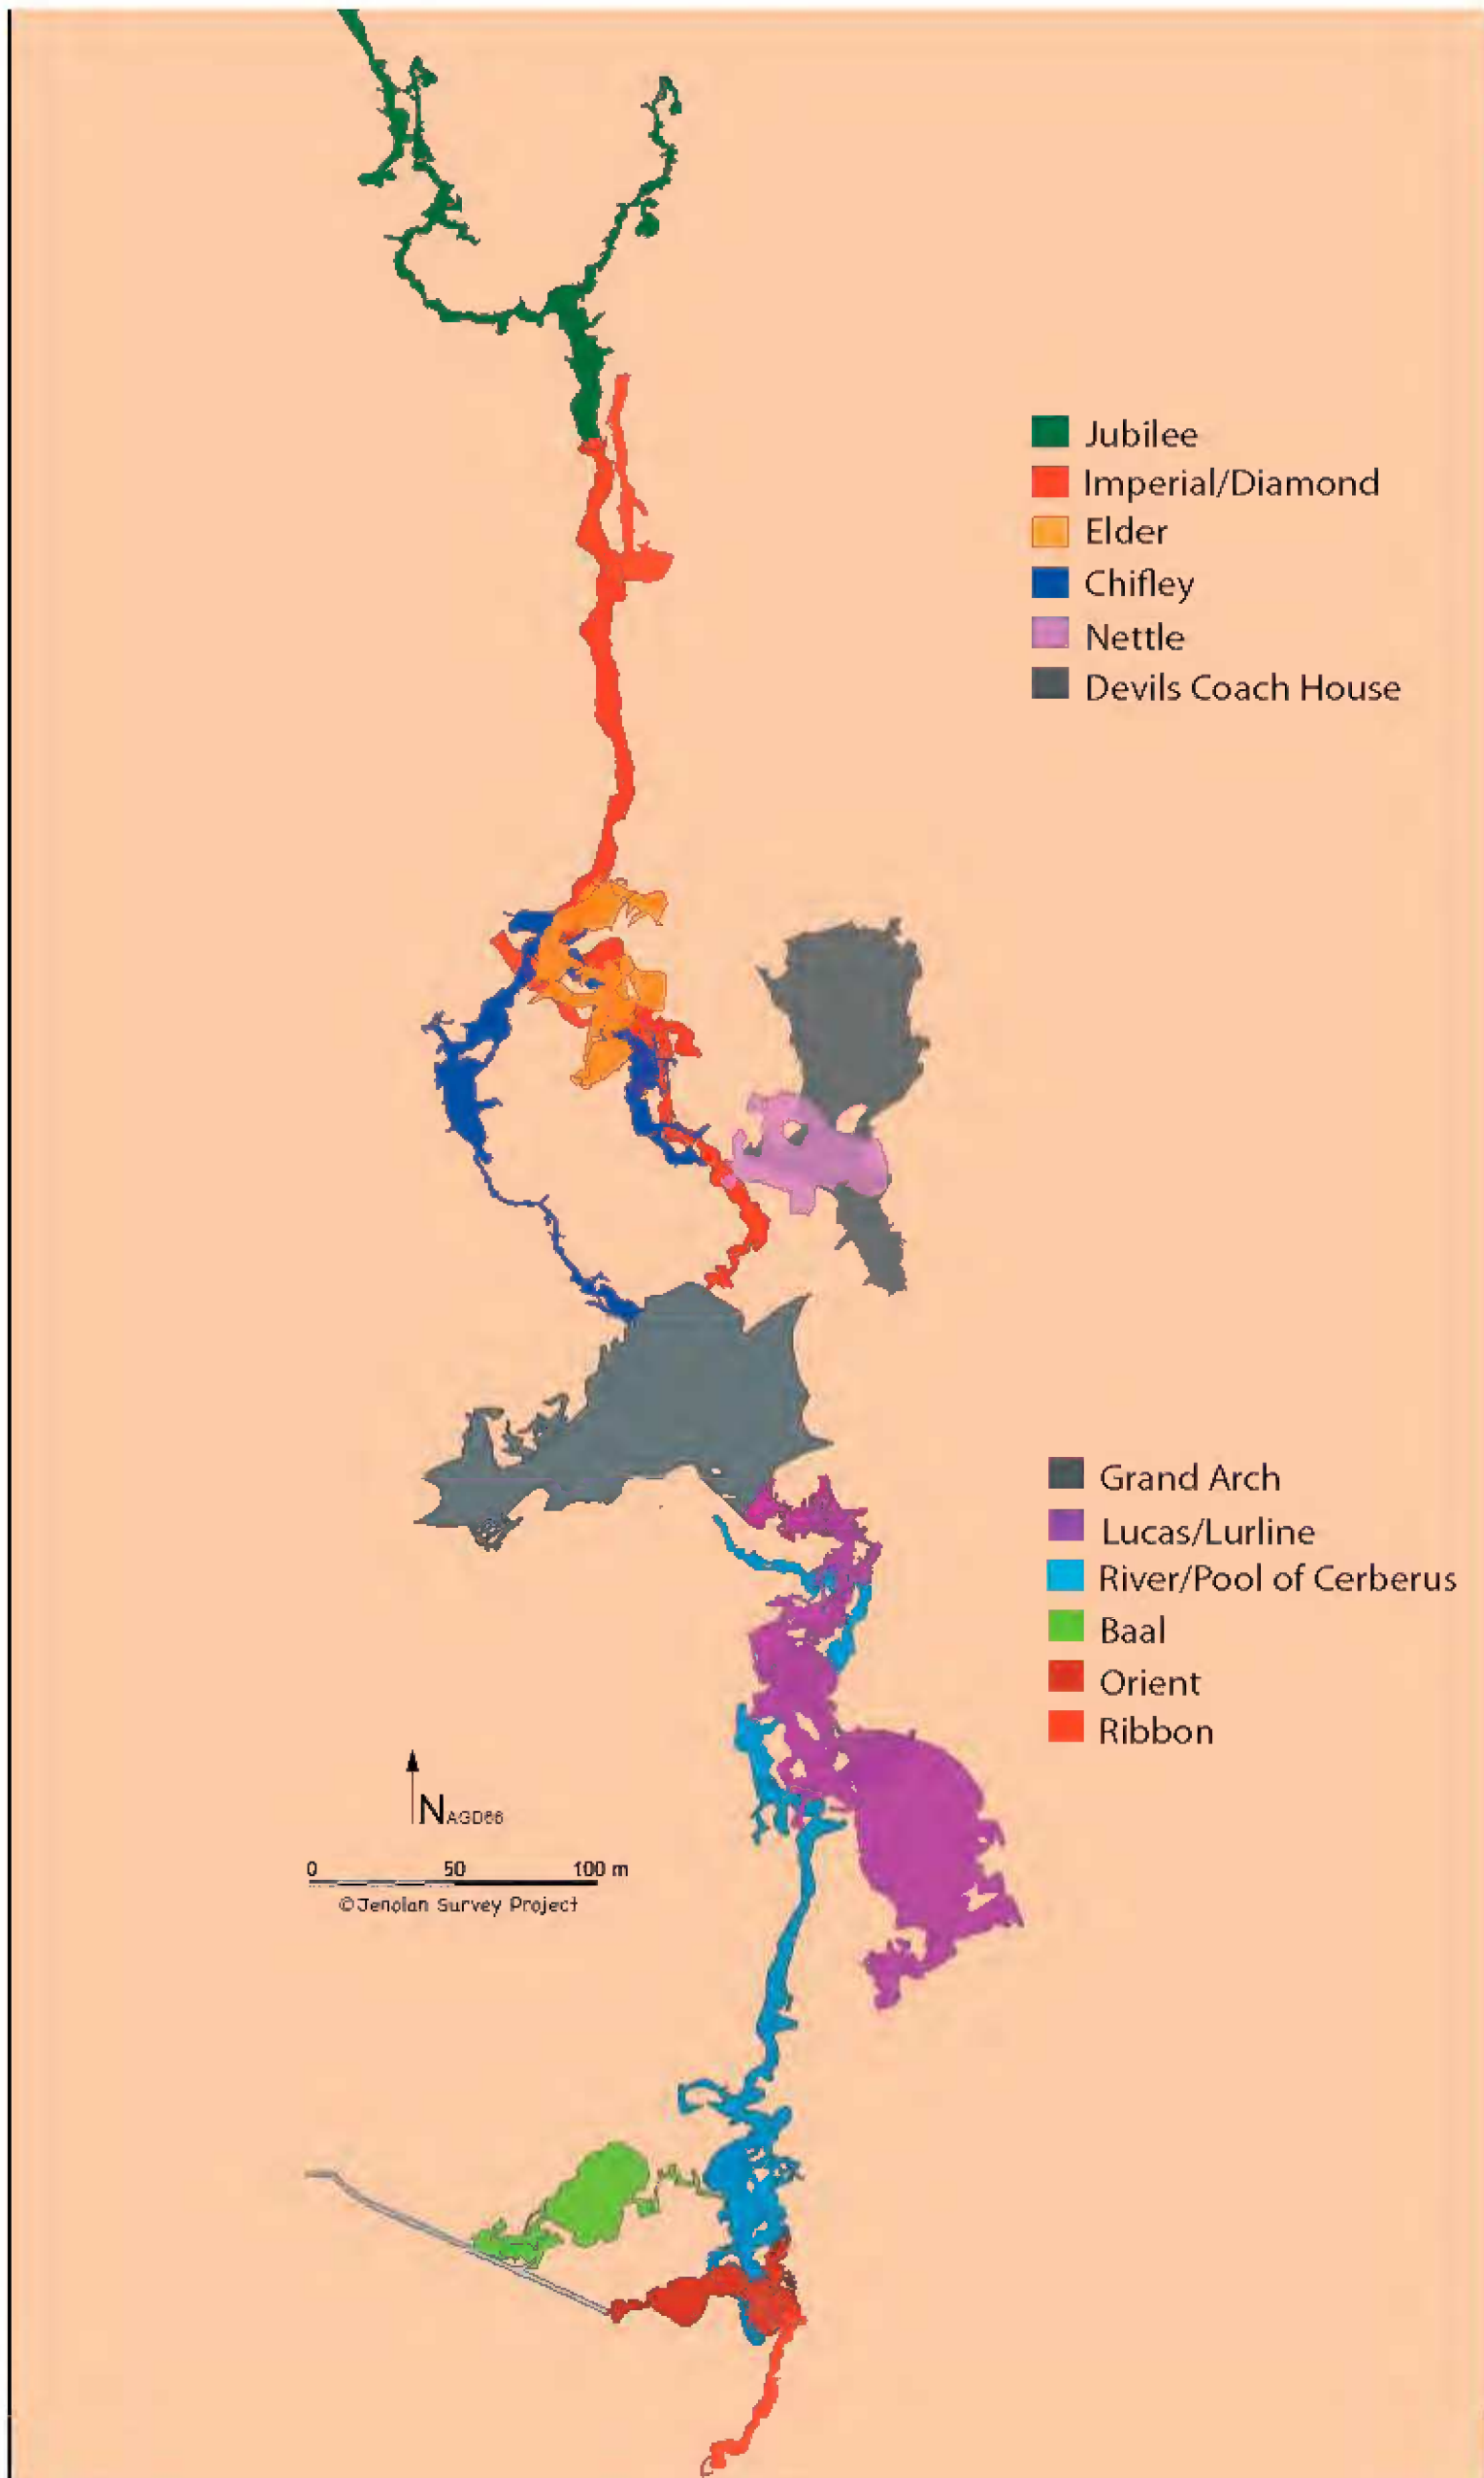 Jubilee
Imperial/Diamond
Elder
Chifley
Nettle
Devils Coach House
Grand Arch
Lucas/Lurline
River/Pool of Cerberus
Baal
Orient
Ribbon
NAGD66
0 50 100 m
©Jenolan Survey Project